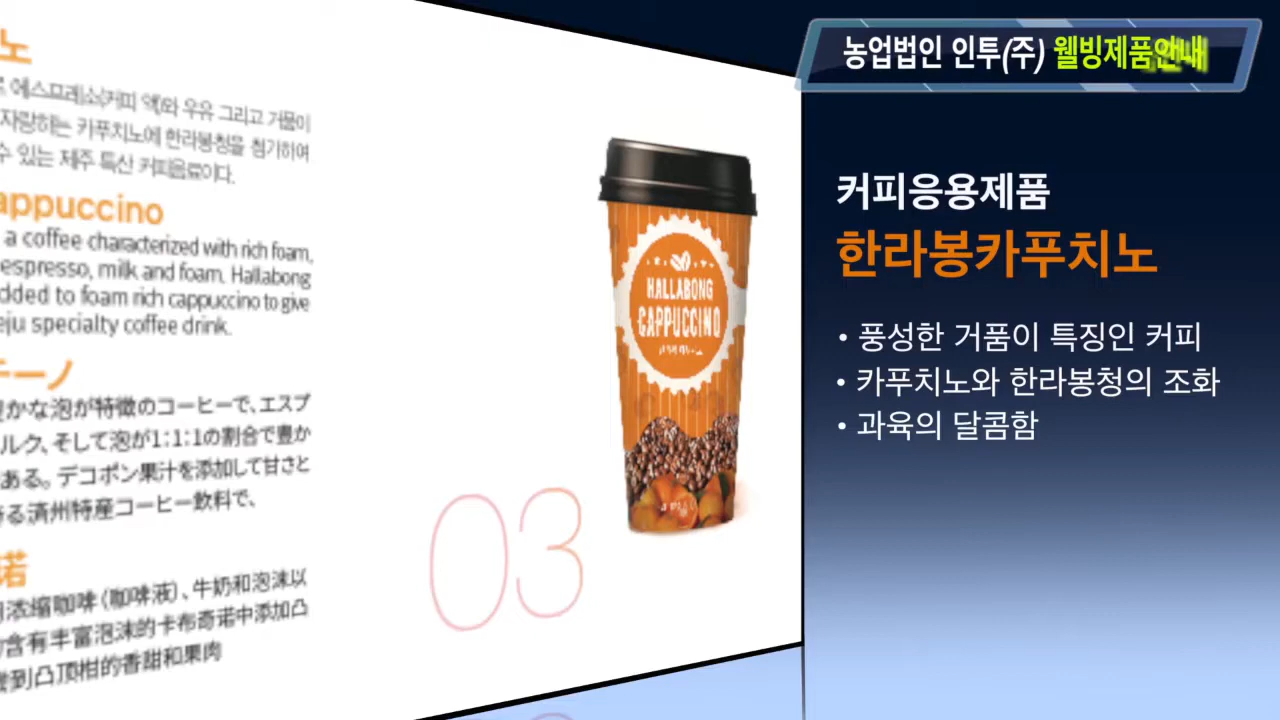 농업법인 인투(주) 웰빙제품안내
커피응용제품
한라봉카푸치노
• 풍성한 거품이 특징인 커피
• 카푸치노와 한라봉청의 조화
• 과육의 달콤함
노
에스프레소(커피 액)와 우유 그리고 거품이
자랑하는 카푸치노에 한라봉청을 첨가하여
수 있는 제주 특산 커피음료이다.
appuccino
a coffee characterized with rich foam,
espresso, milk and foam. Hallabong
dded to foam rich cappuccino to give
eju specialty coffee drink.
チーノ
かな泡が特徴のコーヒーで、エスプ
ルク、そして泡が1:1:1の割合で豊か
ある。デコポン果汁を添加して甘さと
る済州特産コーヒー飲料で、
诺
浓缩咖啡（咖啡液）、牛奶和泡沫以
含有丰富泡沫的卡布奇诺中添加凸
到凸顶柑的香甜和果肉
03
HALLABONG
CAPPUCCINO